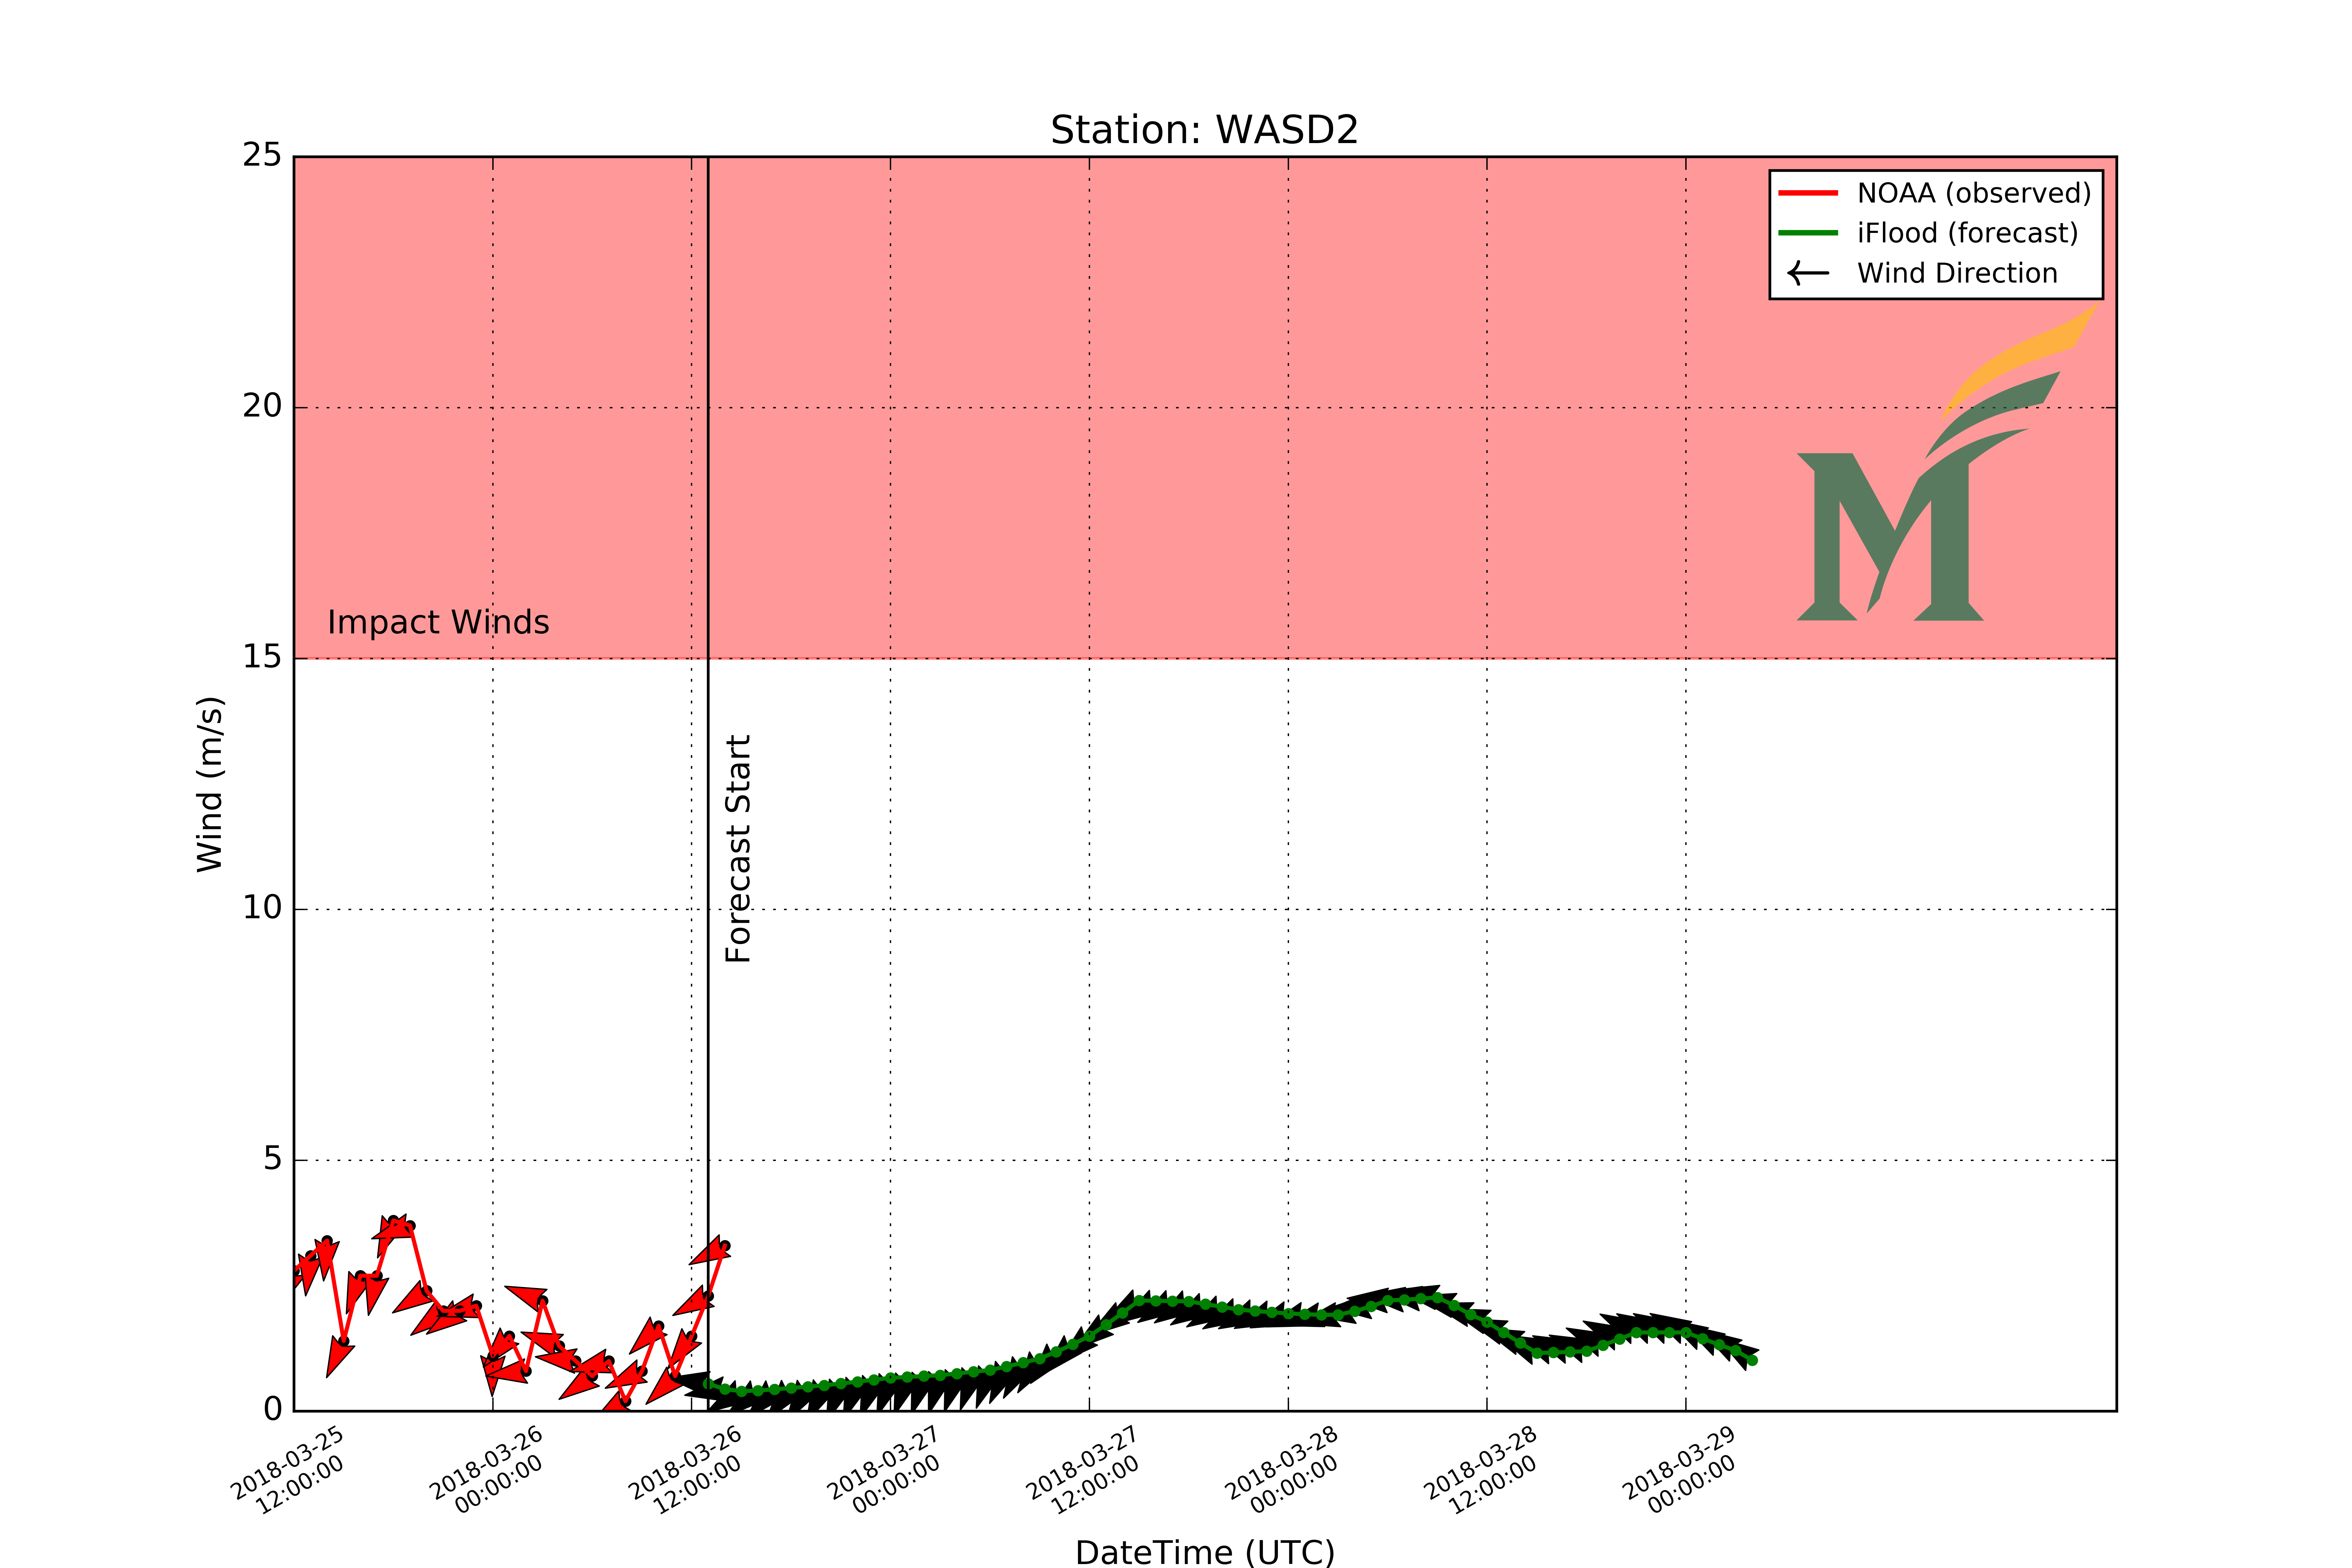 Station: WASD2
25
20
15
10
5
0
Wind (m/s)
NOAA (observed)
iFlood (forecast)
Wind Direction
M
Impact Winds
Forecast Start
2018-03-25
12:00:00
2018-03-26
00:00:00
2018-03-26
12:00:00
2018-03-27
00:00:00
2018-03-27
12:00:00
2018-03-28
00:00:00
2018-03-28
12:00:00
2018-03-29
00:00:00
DateTime (UTC)